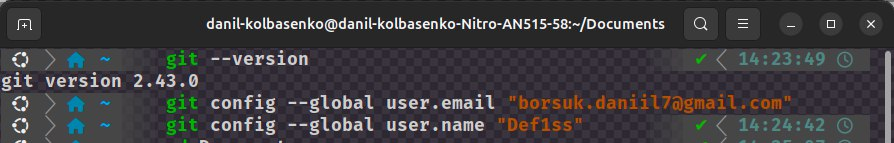 danil-kolbasenko@danil-kolbasenko-Nitro-AN515-58:~/Documents
~ git --version ✔ 14:23:49
git version 2.43.0
~ git config --global user.email "borsuk.daniil7@gmail.com"
~ git config --global user.name "Def1ss" ✔ 14:24:42